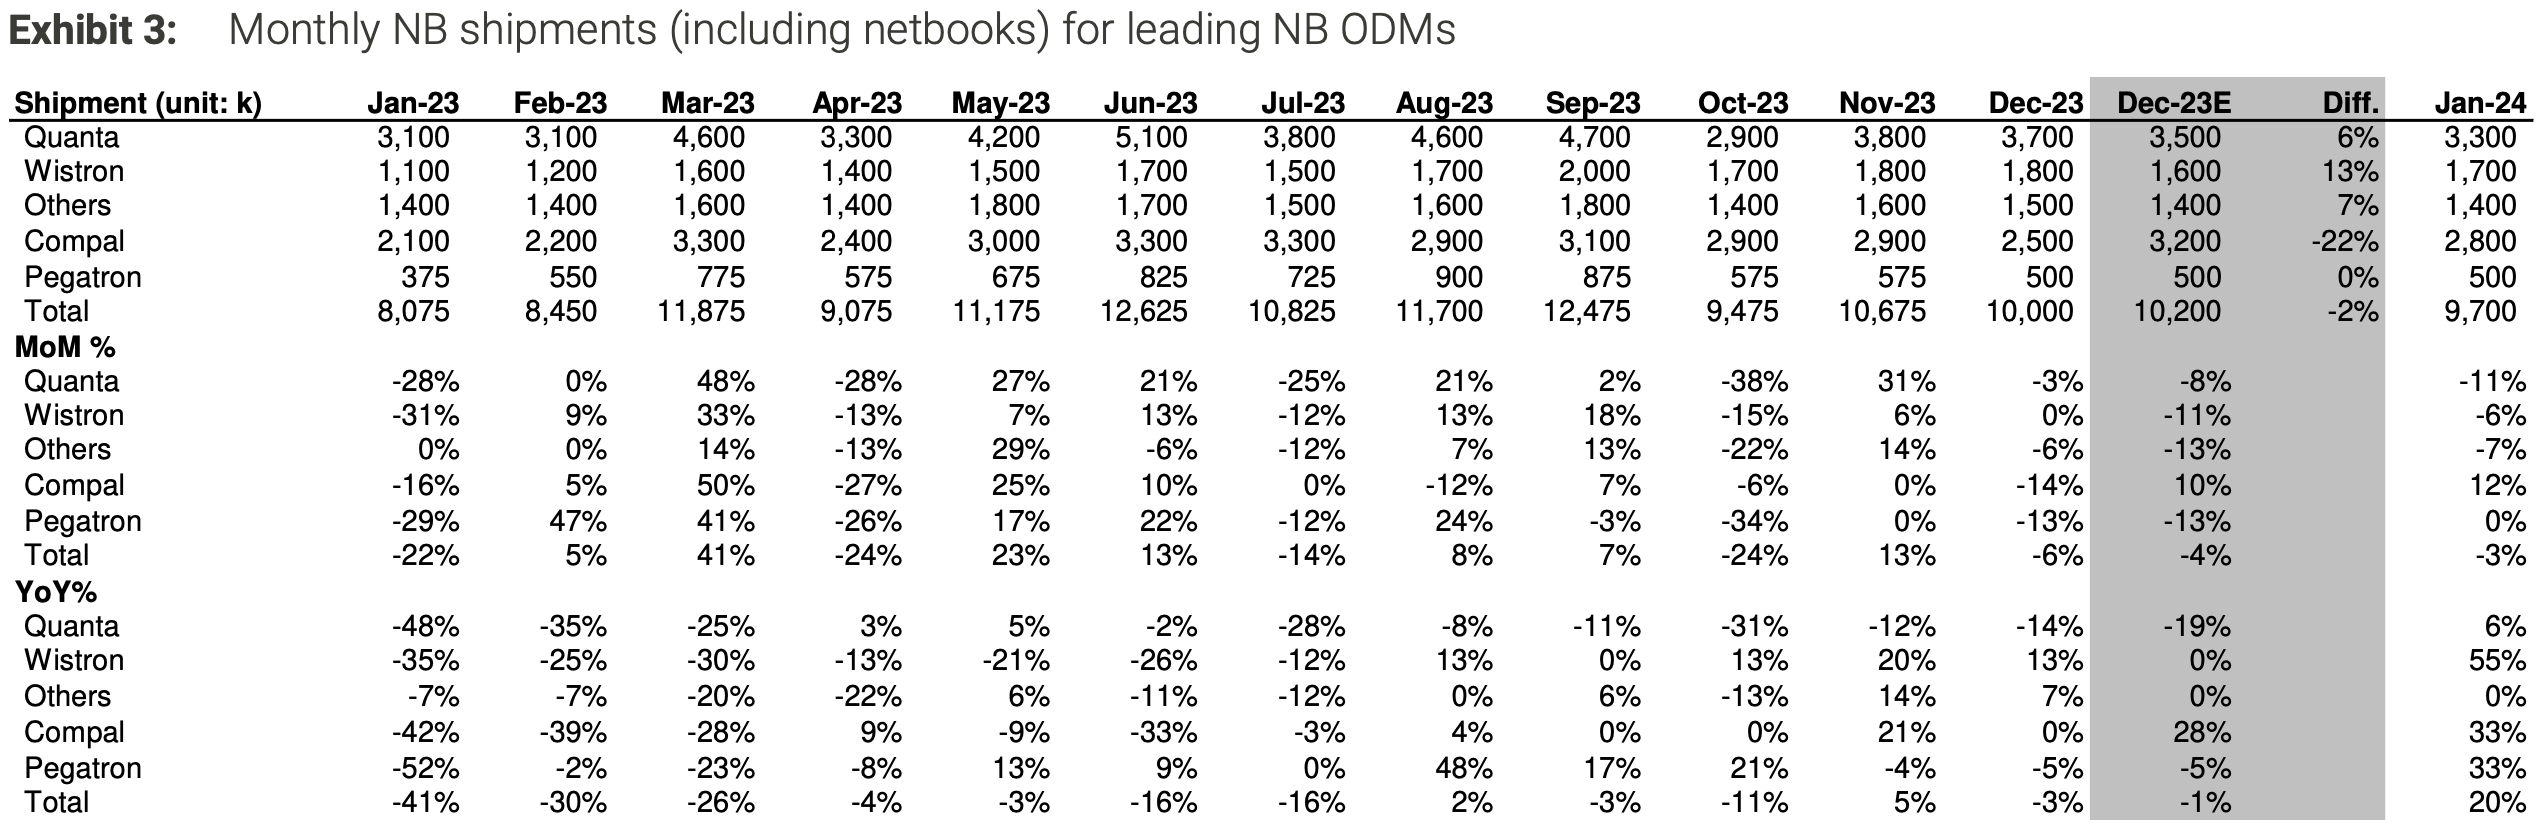 Exhibit 3: Monthly NB shipments (including netbooks) for leading NB ODMs
Shipment (unit: k) Jan-23 Feb-23 Mar-23 Apr-23 May-23 Jun-23 Jul-23 Aug-23 Sep-23 Oct-23 Nov-23 Dec-23 Dec-23E Diff. Jan-24
Quanta 3,100 3,100 4,600 3,300 4,200 5,100 3,800 4,600 4,700 2,900 3,800 3,700 3,500 6% 3,300
Wistron 1,100 1,200 1,600 1,400 1,500 1,700 1,500 1,700 2,000 1,700 1,800 1,800 1,600 13% 1,700
Others 1,400 1,400 1,600 1,400 1,800 1,700 1,500 1,600 1,800 1,400 1,600 1,500 1,400 7% 1,400
Compal 2,100 2,200 3,300 2,400 3,000 3,300 3,300 2,900 3,100 2,900 2,900 2,500 3,200 -22% 2,800
Pegatron 375 550 775 575 675 825 725 900 875 575 575 500 500 0% 500
Total 8,075 8,450 11,875 9,075 11,175 12,625 10,825 11,700 12,475 9,475 10,675 10,000 10,200 -2% 9,700
MoM %
Quanta -28% 0% 48% -28% 27% 21% -25% 21% 2% -38% 31% -3% -8% -11%
Wistron -31% 9% 33% -13% 7% 13% -12% 13% 18% -15% 6% 0% -11% -6%
Others 0% 0% 14% -13% 29% -6% -12% 7% 13% -22% 14% -6% -13% -7%
Compal -16% 5% 50% -27% 25% 10% 0% -12% 7% -6% 0% -14% 10% 12%
Pegatron -29% 47% 41% -26% 17% 22% -12% 24% -3% -34% 0% -13% -13% 0%
Total -22% 5% 41% -24% 23% 13% -14% 8% 7% -24% 13% -6% -4% -3%
YoY%
Quanta -48% -35% -25% 3% 5% -2% -28% -8% -11% -31% -12% -14% -19% 6%
Wistron -35% -25% -30% -13% -21% -26% -12% 13% 0% 13% 20% 13% 0% 55%
Others -7% -7% -20% -22% 6% -11% -12% 0% 6% -13% 14% 7% 0% 0%
Compal -42% -39% -28% 9% -9% -33% -3% 4% 0% 0% 21% 0% 28% 33%
Pegatron -52% -2% -23% -8% 13% 9% 0% 48% 17% 21% -4% -5% -5% 33%
Total -41% -30% -26% -4% -3% -16% -16% 2% -3% -11% 5% -3% -1% 20%